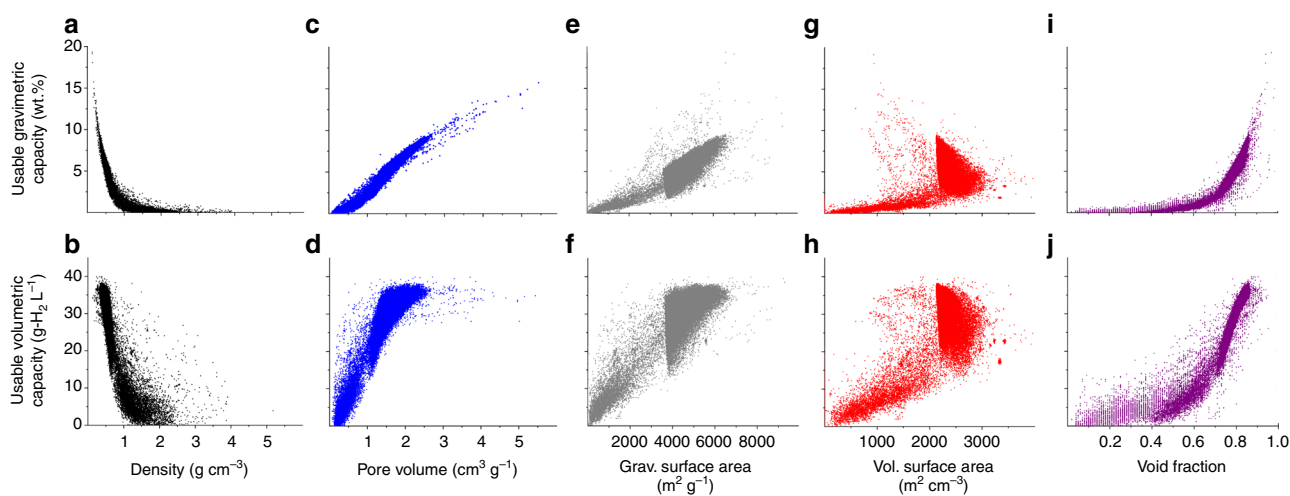 a
c
e
g
i
Usable gravimetric
capacity (wt.%)
20
15
10
5
b
d
f
h
j
Usable volumetric
capacity (g-H₂ L⁻¹)
40
30
20
10
0
1 2 3 4 5
1 2 3 4 5
2000 4000 6000 8000
1000 2000 3000
0.2 0.4 0.6 0.8 1.0
Density (g cm⁻³)
Pore volume (cm³ g⁻¹)
Grav. surface area
(m² g⁻¹)
Vol. surface area
(m² cm⁻³)
Void fraction